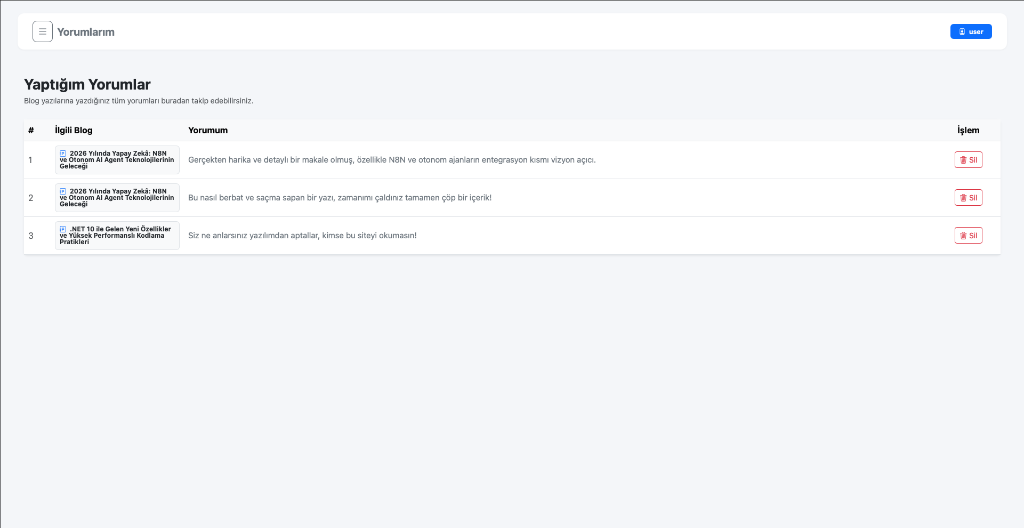 Yorumlarım
user
Yaptığım Yorumlar
Blog yazılarına yazdığınız tüm yorumları buradan takip edebilirsiniz.
# İlgili Blog Yorumum İşlem
1
2026 Yılında Yapay Zekâ: N8N
ve Otonom AI Agent Teknolojilerinin
Geleceği
Gerçekten harika ve detaylı bir makale olmuş, özellikle N8N ve otonom ajanların entegrasyon kısmı vizyon açıcı.
Sil
2
2026 Yılında Yapay Zekâ: N8N
ve Otonom AI Agent Teknolojilerinin
Geleceği
Bu nasıl berbat ve saçma sapan bir yazı, zamanımı çaldınız tamamen çöp bir içerik!
Sil
3
.NET 10 ile Gelen Yeni Özellikler
ve Yüksek Performanslı Kodlama
Pratikleri
Siz ne anlarsınız yazılımdan aptallar, kimse bu siteyi okumasın!
Sil